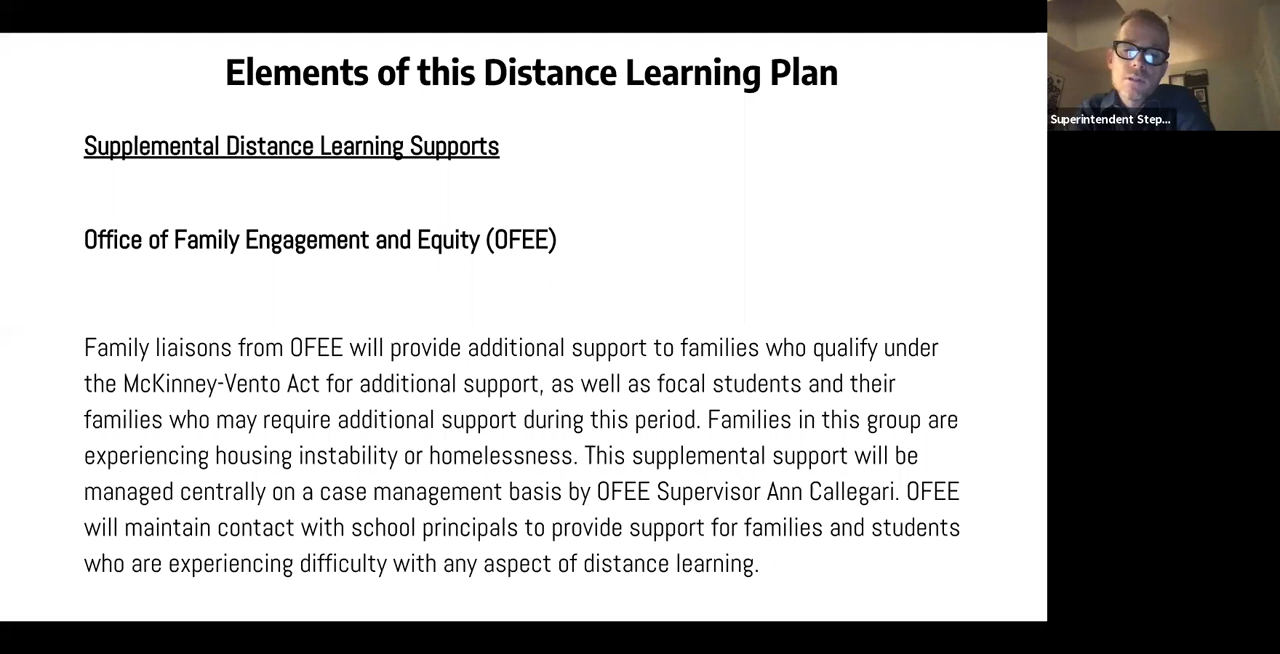 Elements of this Distance Learning Plan
Superintendent Step...
Supplemental Distance Learning Supports
Office of Family Engagement and Equity (OFEE)
Family liaisons from OFEE will provide additional support to families who qualify under
the McKinney-Vento Act for additional support, as well as focal students and their
families who may require additional support during this period. Families in this group are
experiencing housing instability or homelessness. This supplemental support will be
managed centrally on a case management basis by OFEE Supervisor Ann Callegari. OFEE
will maintain contact with school principals to provide support for families and students
who are experiencing difficulty with any aspect of distance learning.